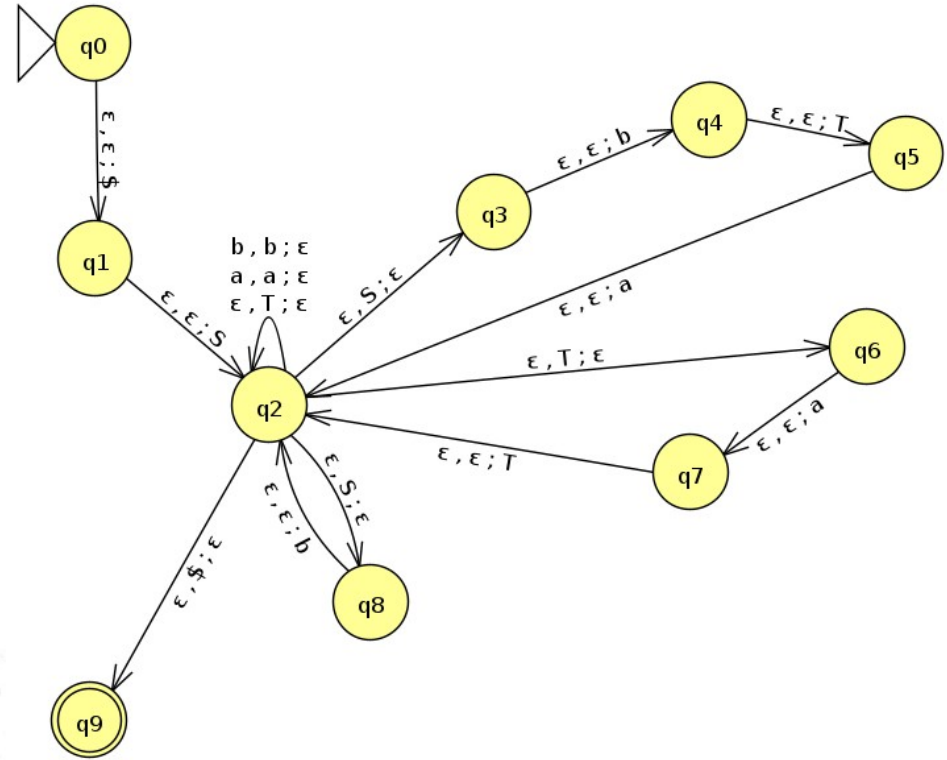 q0
ε,ε;$
q1
ε,ε;S
b,b;ε
a,a;ε
ε,T;ε
q2
ε,S;ε
q3
ε,ε;b
q4
ε,ε;T
q5
ε,ε;a
ε,T;ε
q6
ε,ε;a
q7
ε,ε;T
ε,S;ε
ε,ε;b
q8
ε,$;ε
q9